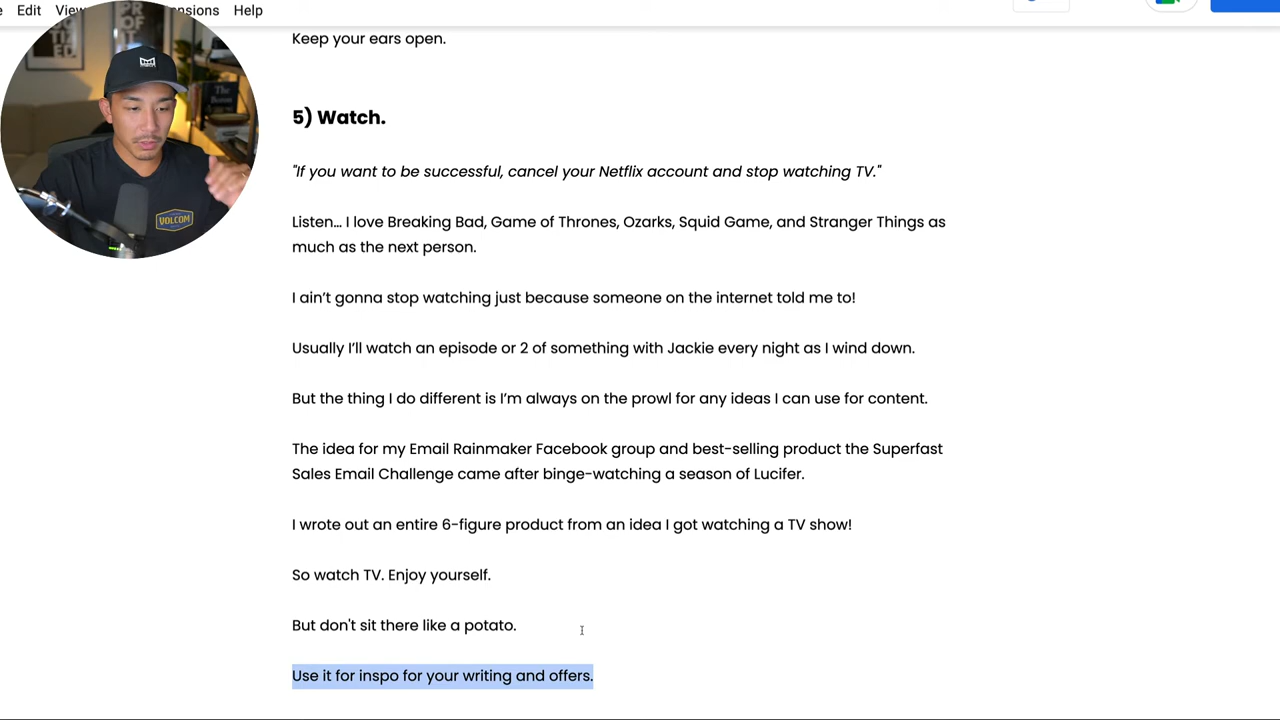 Edit View ensions Help
Keep your ears open.
5) Watch.
"If you want to be successful, cancel your Netflix account and stop watching TV."
Listen... I love Breaking Bad, Game of Thrones, Ozarks, Squid Game, and Stranger Things as
much as the next person.
I ain’t gonna stop watching just because someone on the internet told me to!
Usually I’ll watch an episode or 2 of something with Jackie every night as I wind down.
But the thing I do different is I’m always on the prowl for any ideas I can use for content.
The idea for my Email Rainmaker Facebook group and best-selling product the Superfast
Sales Email Challenge came after binge-watching a season of Lucifer.
I wrote out an entire 6-figure product from an idea I got watching a TV show!
So watch TV. Enjoy yourself.
But don't sit there like a potato.
Use it for inspo for your writing and offers.
PR
OF
IT
VOLCOM
The